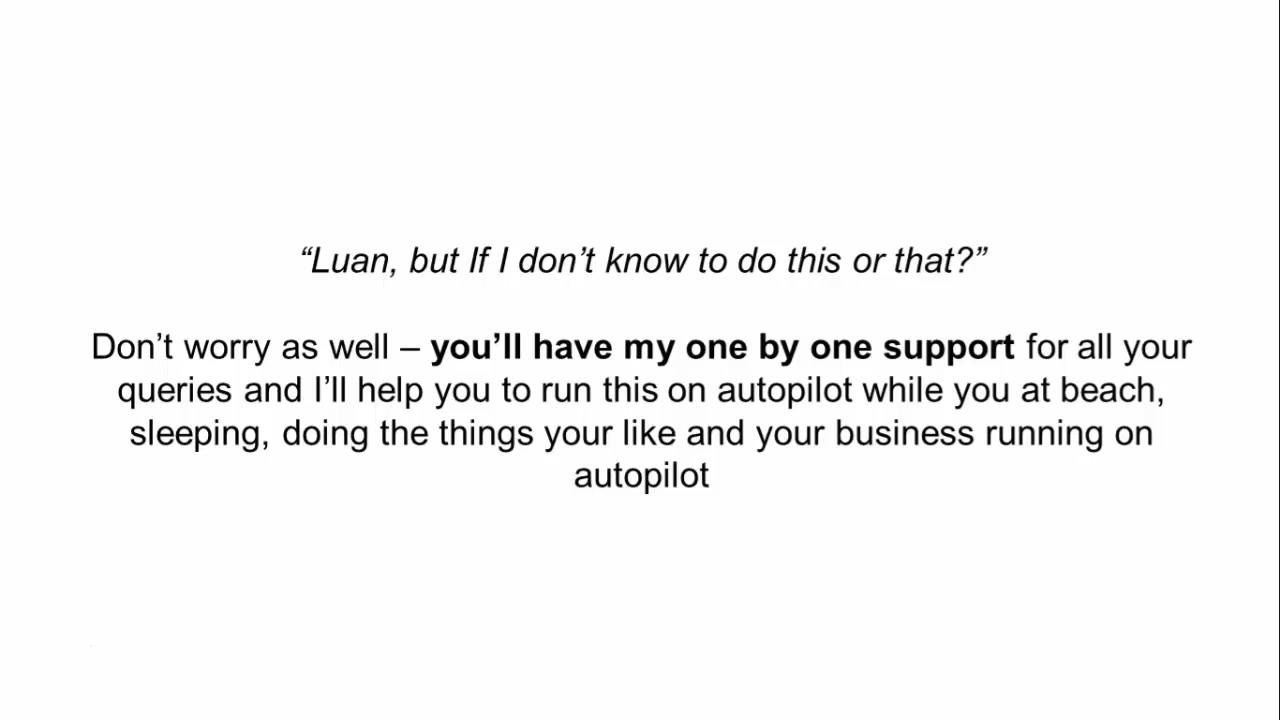 “Luan, but If I don’t know to do this or that?”
Don’t worry as well – you’ll have my one by one support for all your
queries and I’ll help you to run this on autopilot while you at beach,
sleeping, doing the things your like and your business running on
autopilot